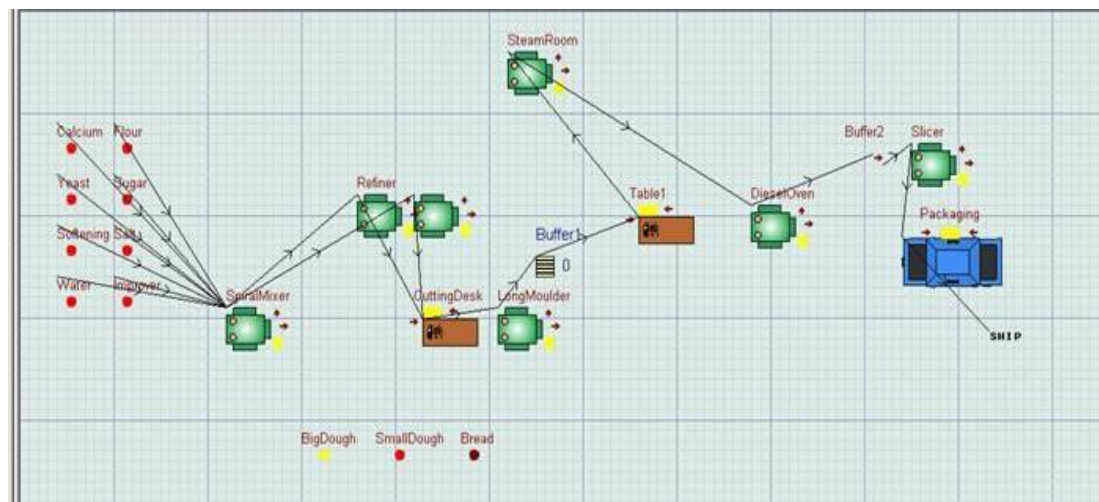 SteamRoom
Calcium Flour
Buffer2 Slicer
Yeast Sugar
Refiner
Table1
DieselOven
Packaging
Softening Salt
Buffer1
0
Water Improver
SpiralMixer
CuttingDesk LongMoulder
SHIP
BigDough SmallDough Bread